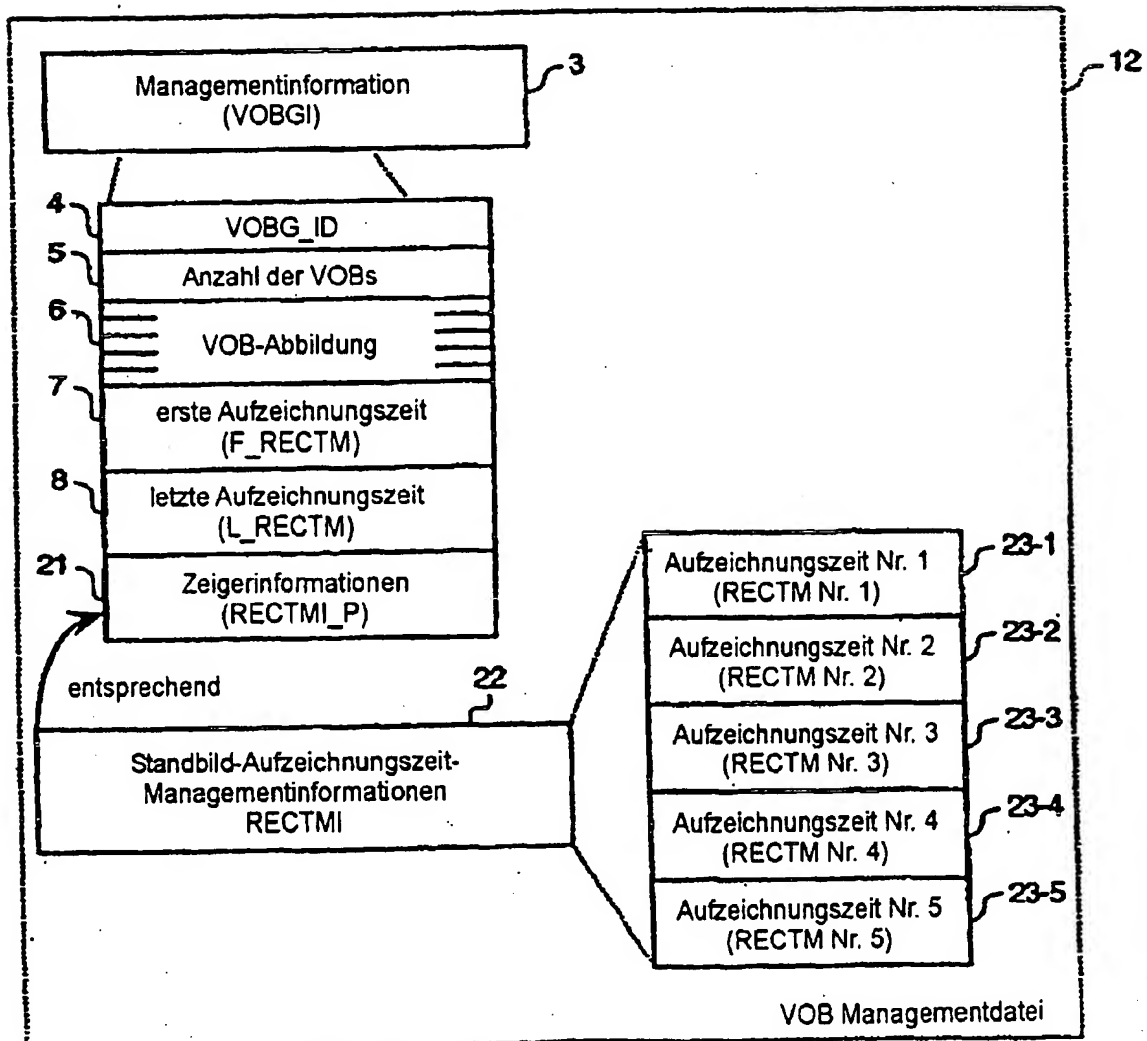 Managementinformation
(VOBGI)
3
12
4
VOBG_ID
5
Anzahl der VOBs
6
VOB-Abbildung
7
erste Aufzeichnungszeit
(F_RECTM)
8
letzte Aufzeichnungszeit
(L_RECTM)
21
Zeigerinformationen
(RECTMI_P)
entsprechend
22
Standbild-Aufzeichnungszeit-
Managementinformationen
RECTMI
Aufzeichnungszeit Nr. 1
(RECTM Nr. 1)
23-1
Aufzeichnungszeit Nr. 2
(RECTM Nr. 2)
23-2
Aufzeichnungszeit Nr. 3
(RECTM Nr. 3)
23-3
Aufzeichnungszeit Nr. 4
(RECTM Nr. 4)
23-4
Aufzeichnungszeit Nr. 5
(RECTM Nr. 5)
23-5
VOB Managementdatei